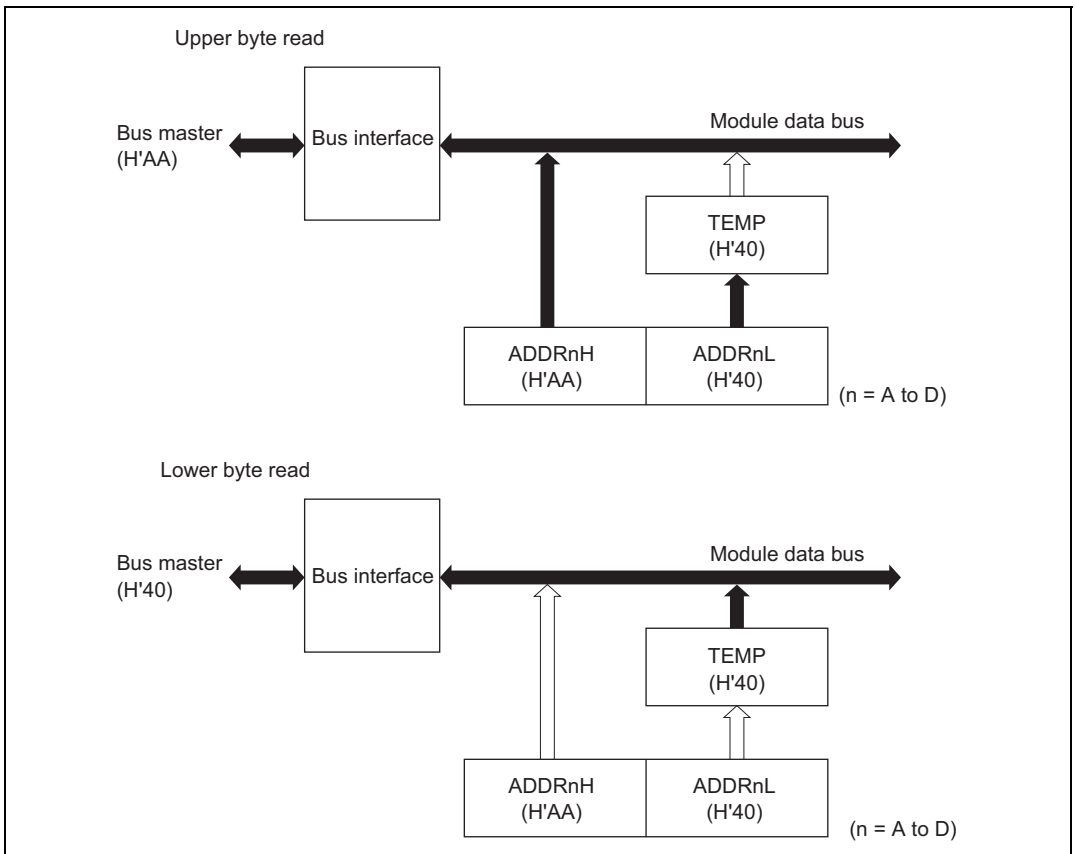 Upper byte read
Bus master
(H'AA)
Bus interface
Module data bus
TEMP
(H'40)
ADDRnH
(H'AA)
ADDRnL
(H'40)
(n = A to D)
Lower byte read
Bus master
(H'40)
Bus interface
Module data bus
TEMP
(H'40)
ADDRnH
(H'AA)
ADDRnL
(H'40)
(n = A to D)